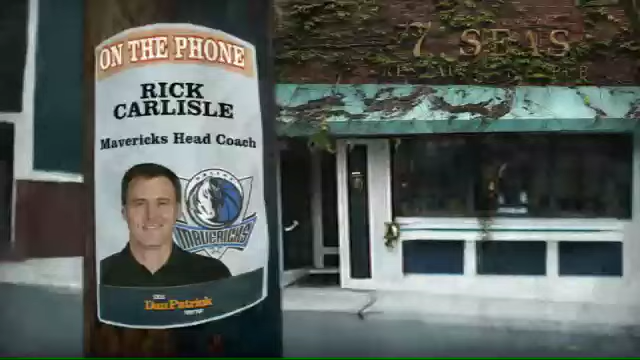 ON THE PHONE
RICK
CARLISLE
Mavericks Head Coach
DALLAS
MAVERICKS
Dan Patrick
7 SEAS